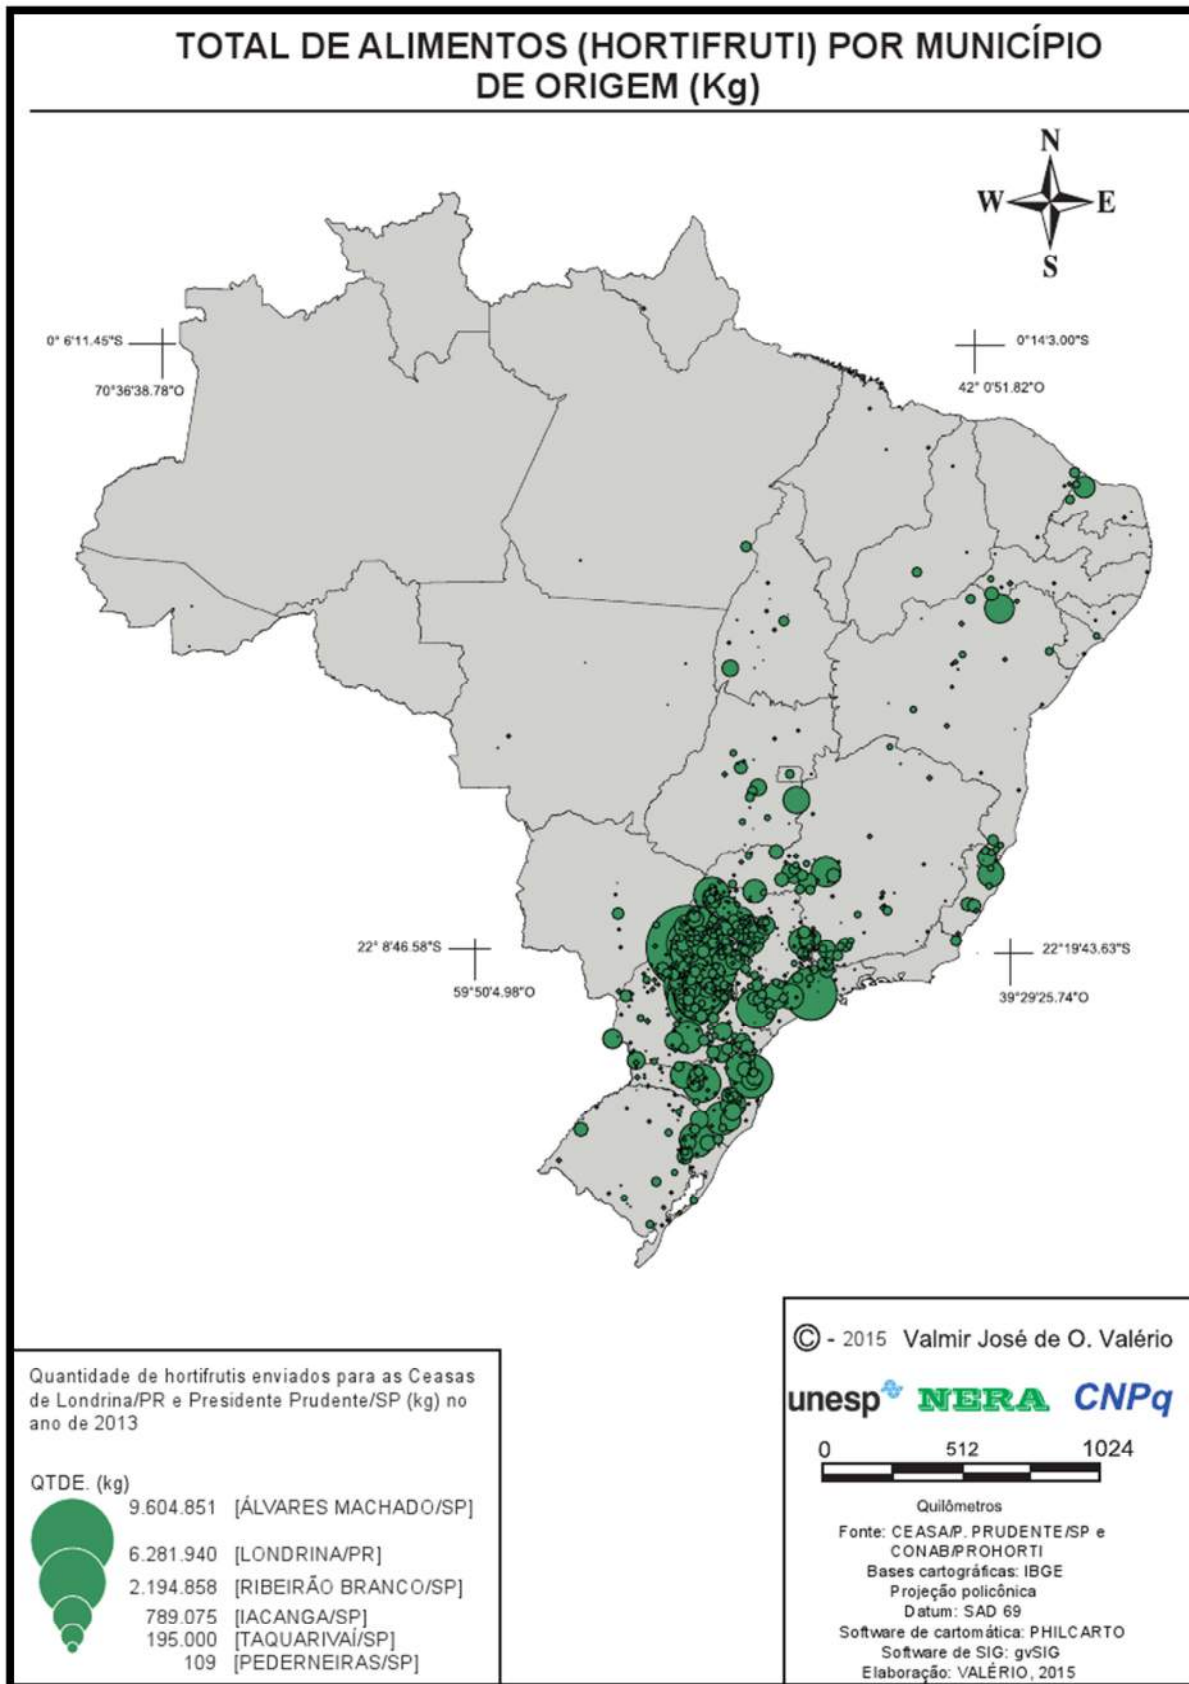 TOTAL DE ALIMENTOS (HORTIFRUTI) POR MUNICÍPIO
DE ORIGEM (Kg)
N
W
E
S
0° 6'11.45"S
70°36'38.78"O
0°14'3.00"S
42° 0'51.82"O
22° 8'46.58"S
59°50'4.98"O
22°19'43.63"S
39°29'25.74"O
Quantidade de hortifrutis enviados para as Ceasas
de Londrina/PR e Presidente Prudente/SP (kg) no
ano de 2013
QTDE. (kg)
9.604.851 [ÁLVARES MACHADO/SP]
6.281.940 [LONDRINA/PR]
2.194.858 [RIBEIRÃO BRANCO/SP]
789.075 [IACANGA/SP]
195.000 [TAQUARIVAÍ/SP]
109 [PEDERNEIRAS/SP]
© - 2015 Valmir José de O. Valério
unesp NERA CNPq
0 512 1024
Quilômetros
Fonte: CEASA/P. PRUDENTE/SP e
CONAB/PROHORTI
Bases cartográficas: IBGE
Projeção policônica
Datum: SAD 69
Software de cartomática: PHILCARTO
Software de SIG: gvSIG
Elaboração: VALÉRIO, 2015